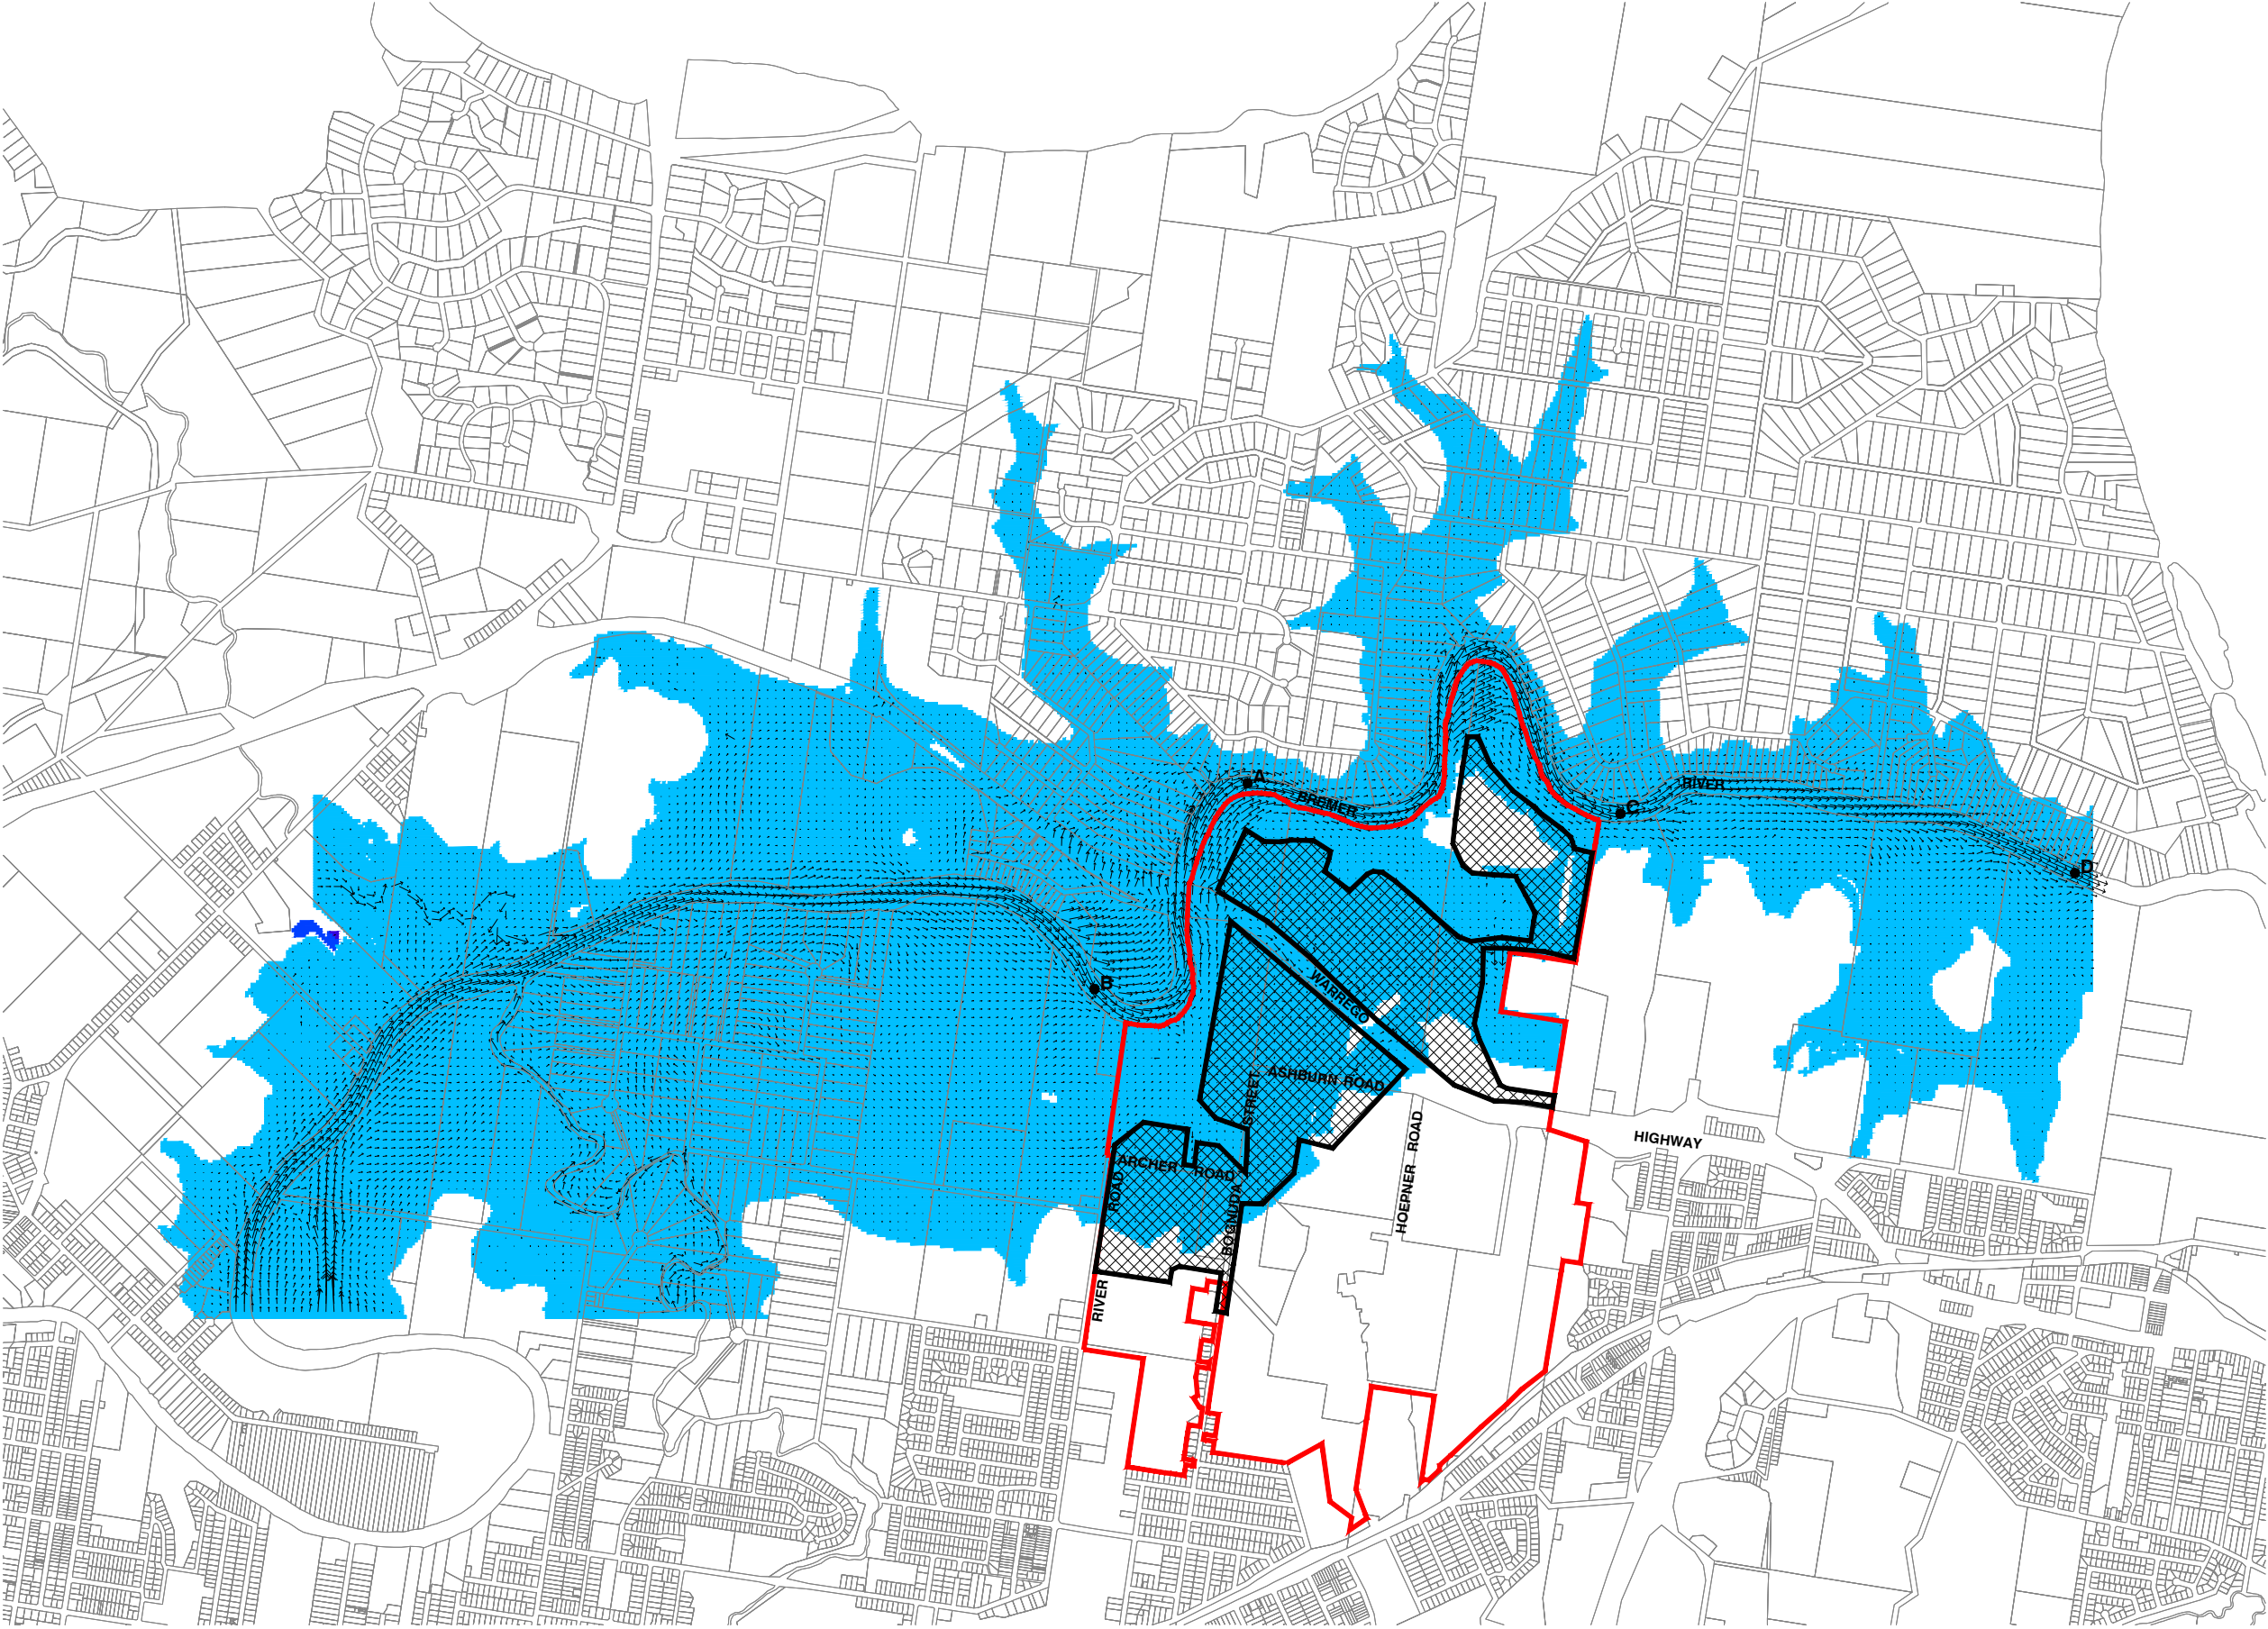 A
BREMER
RIVER
C
D
B
WARREGO
ASHBURN ROAD
STREET
HIGHWAY
ARCHER ROAD
ROAD
HOEPNER ROAD
BOGNUDA
RIVER